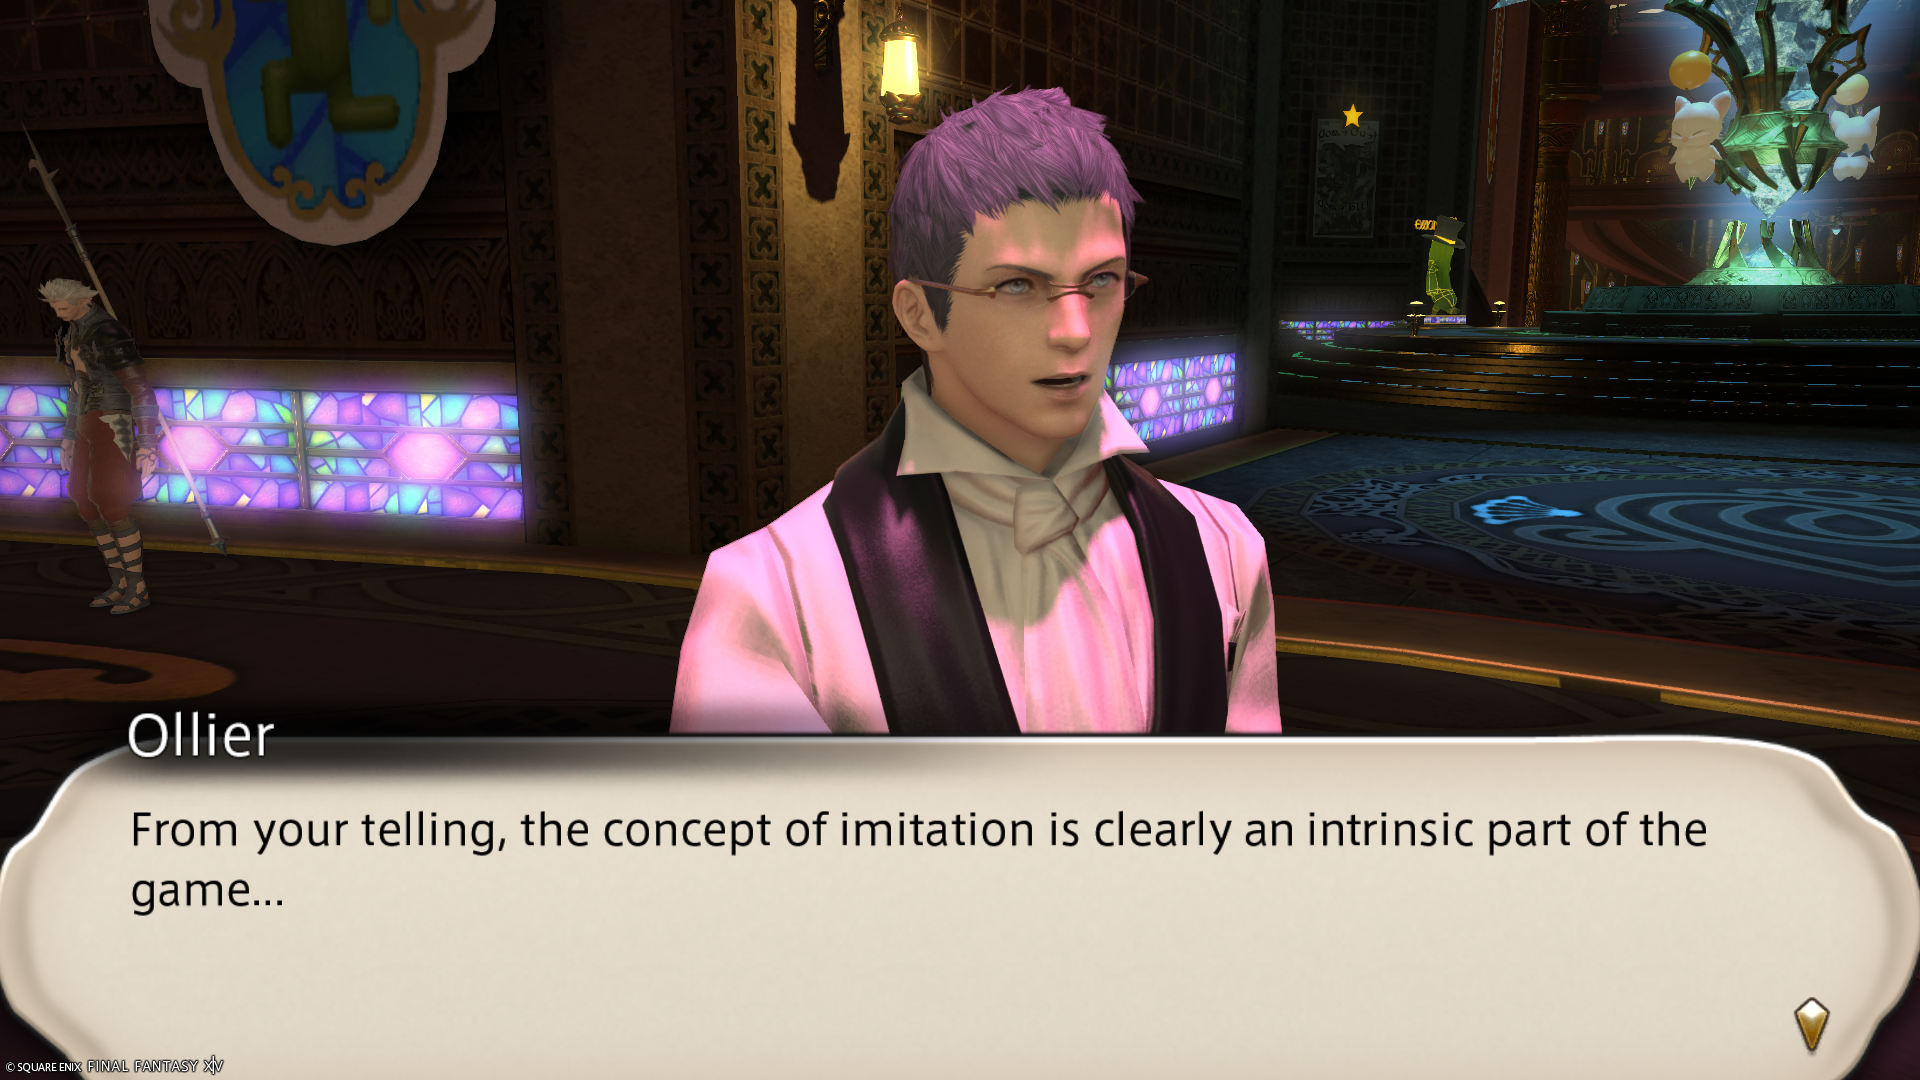 Ollier
From your telling, the concept of imitation is clearly an intrinsic part of the
game...
© SQUARE ENIX FINAL FANTASY XIV